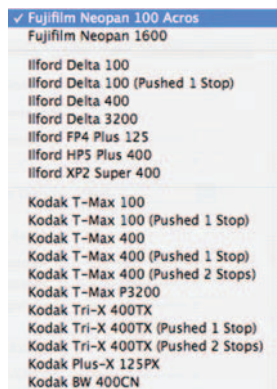 ✓ Fujifilm Neopan 100 Acros
Fujifilm Neopan 1600
Ilford Delta 100
Ilford Delta 100 (Pushed 1 Stop)
Ilford Delta 400
Ilford Delta 3200
Ilford FP4 Plus 125
Ilford HP5 Plus 400
Ilford XP2 Super 400
Kodak T-Max 100
Kodak T-Max 100 (Pushed 1 Stop)
Kodak T-Max 400
Kodak T-Max 400 (Pushed 1 Stop)
Kodak T-Max 400 (Pushed 2 Stops)
Kodak T-Max P3200
Kodak Tri-X 400TX
Kodak Tri-X 400TX (Pushed 1 Stop)
Kodak Tri-X 400TX (Pushed 2 Stops)
Kodak Plus-X 125PX
Kodak BW 400CN